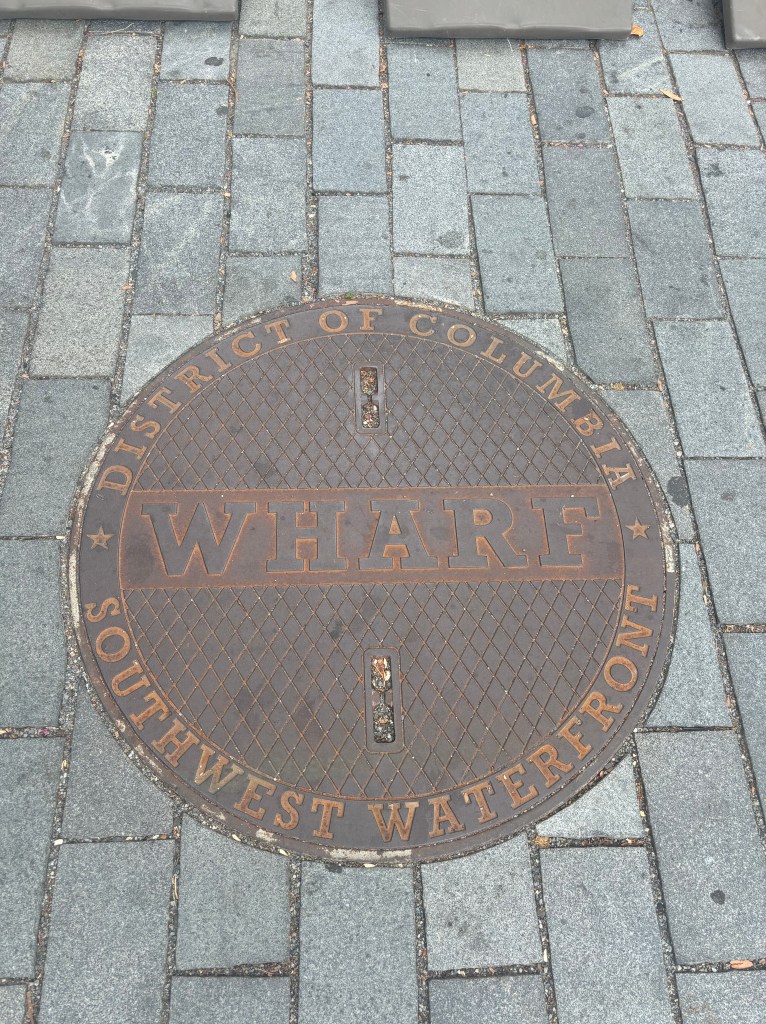 DISTRICT OF COLUMBIA
WHARF
SOUTHWEST WATERFRONT